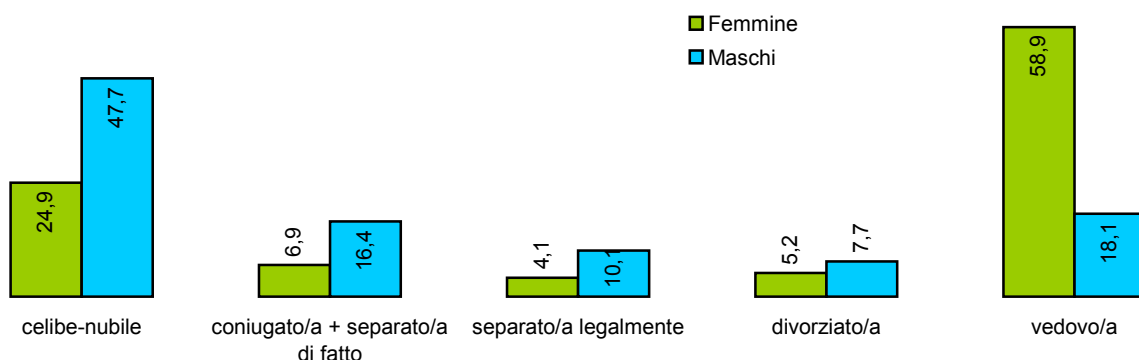 Femmine
Maschi
24,9
47,7
6,9
16,4
4,1
10,1
5,2
7,7
58,9
18,1
celibe-nubile
coniugato/a + separato/a
di fatto
separato/a legalmente
divorziato/a
vedovo/a